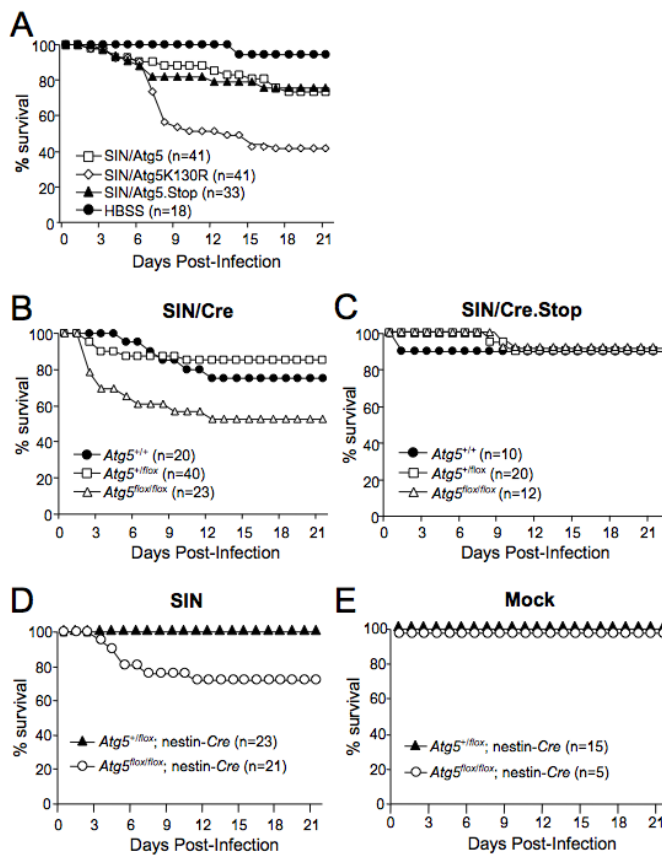 A
100
80
60
40
20
0
% survival
SIN/Atg5 (n=41)
SIN/Atg5K130R (n=41)
SIN/Atg5.Stop (n=33)
HBSS (n=18)
0 3 6 9 12 15 18 21
Days Post-Infection
B
SIN/Cre
100
80
60
40
20
0
% survival
Atg5+/+ (n=20)
Atg5+/flox (n=40)
Atg5flox/flox (n=23)
0 3 6 9 12 15 18 21
Days Post-Infection
C
SIN/Cre.Stop
100
80
60
40
20
0
% survival
Atg5+/+ (n=10)
Atg5+/flox (n=20)
Atg5flox/flox (n=12)
0 3 6 9 12 15 18 21
Days Post-Infection
D
SIN
100
80
60
40
20
0
% survival
Atg5+/flox; nestin-Cre (n=23)
Atg5flox/flox; nestin-Cre (n=21)
0 3 6 9 12 15 18 21
Days Post-Infection
E
Mock
100
80
60
40
20
0
% survival
Atg5+/flox; nestin-Cre (n=15)
Atg5flox/flox; nestin-Cre (n=5)
0 3 6 9 12 15 18 21
Days Post-Infection